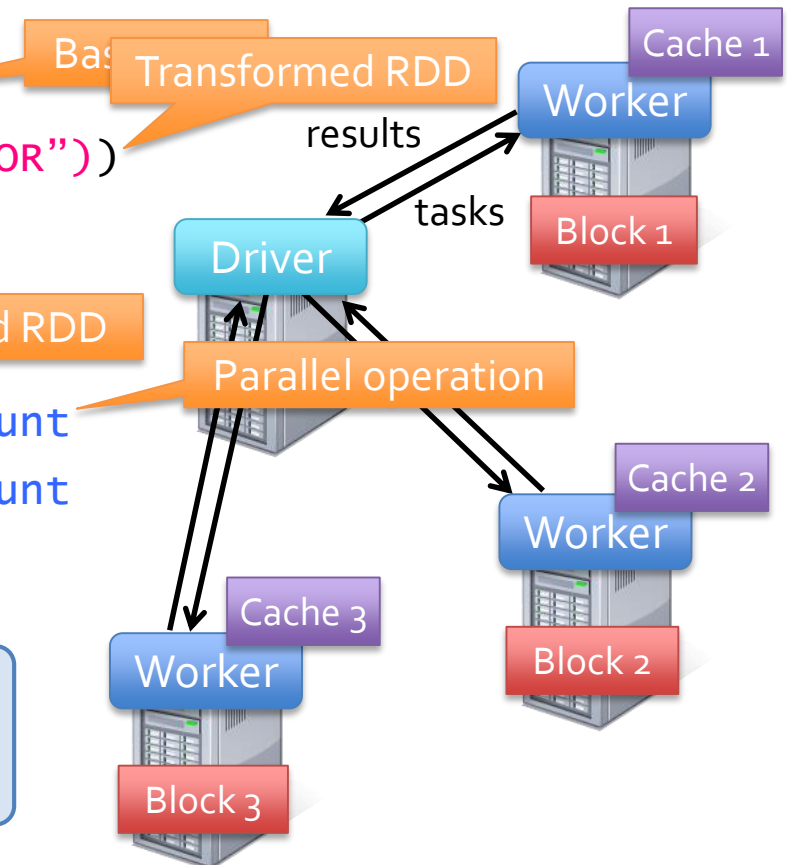 Bas
Transformed RDD
Cache 1
Worker
results
OR”))
tasks
Block 1
Driver
d RDD
Parallel operation
unt
unt
Cache 2
Worker
Cache 3
Block 2
Worker
Block 3